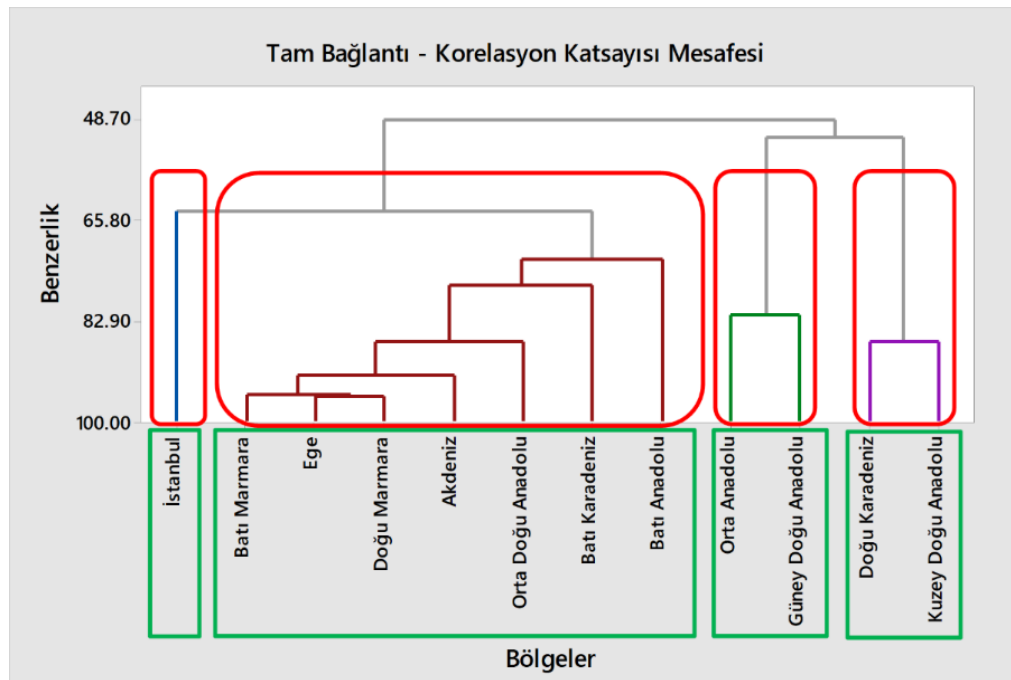 Tam Bağlantı - Korelasyon Katsayısı Mesafesi
Benzerlik
48.70
65.80
82.90
100.00
İstanbul
Batı Marmara
Ege
Doğu Marmara
Akdeniz
Orta Doğu Anadolu
Batı Karadeniz
Batı Anadolu
Orta Anadolu
Güney Doğu Anadolu
Doğu Karadeniz
Kuzey Doğu Anadolu
Bölgeler